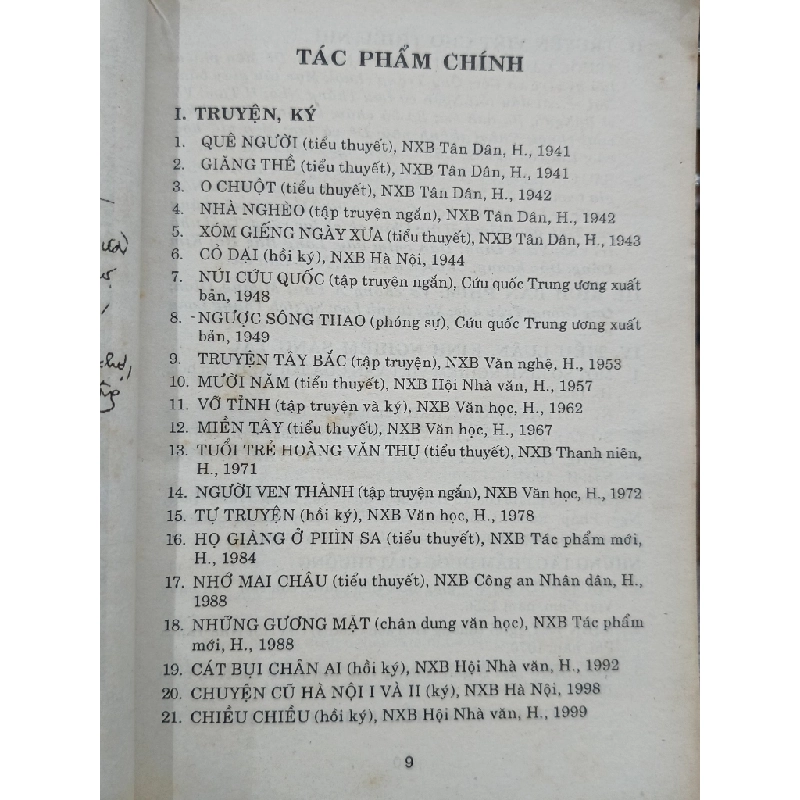 TÁC PHẨM CHÍNH
I. TRUYỆN, KÝ
1. QUÊ NGƯỜI (tiểu thuyết), NXB Tân Dân, H., 1941
2. GIĂNG THỀ (tiểu thuyết), NXB Tân Dân, H., 1941
3. O CHUỘT (tiểu thuyết), NXB Tân Dân, H., 1942
4. NHÀ NGHÈO (tập truyện ngắn), NXB Tân Dân, H., 1942
5. XÓM GIẾNG NGÀY XƯA (tiểu thuyết), NXB Tân Dân, H., 1943
6. CỎ DẠI (hồi ký), NXB Hà Nội, 1944
7. NÚI CỨU QUỐC (tập truyện ngắn), Cứu quốc Trung ương xuất
bản, 1948
8. NGƯỢC SÔNG THAO (phóng sự), Cứu quốc Trung ương xuất
bản, 1949
9. TRUYỆN TÂY BẮC (tập truyện), NXB Văn nghệ, H., 1953
10. MƯỜI NĂM (tiểu thuyết), NXB Hội Nhà văn, H., 1957
11. VỠ TỈNH (tập truyện và ký), NXB Văn học, H., 1962
12. MIỀN TÂY (tiểu thuyết), NXB Văn học, H., 1967
13. TUỔI TRẺ HOÀNG VĂN THỤ (tiểu thuyết), NXB Thanh niên,
H., 1971
14. NGƯỜI VEN THÀNH (tập truyện ngắn), NXB Văn học, H., 1972
15. TỰ TRUYỆN (hồi ký), NXB Văn học, H., 1978
16. HỌ GIÀNG Ở PHÌN SA (tiểu thuyết), NXB Tác phẩm mới,
H., 1984
17. NHỚ MAI CHÂU (tiểu thuyết), NXB Công an Nhân dân, H.,
1988
18. NHỮNG GƯƠNG MẶT (chân dung văn học), NXB Tác phẩm
mới, H., 1988
19. CÁT BỤI CHÂN AI (hồi ký), NXB Hội Nhà văn, H., 1992
20. CHUYỆN CŨ HÀ NỘI I VÀ II (ký), NXB Hà Nội, 1998
21. CHIỀU CHIỀU (hồi ký), NXB Hội Nhà văn, H., 1999
9